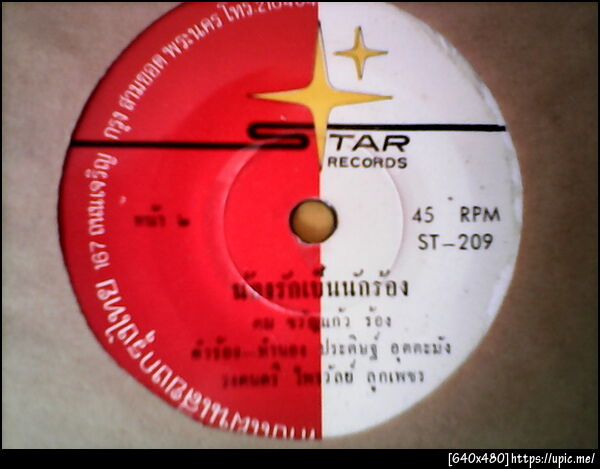 STAR
RECORDS
หน้า ๒
45 RPM
ST-209
น้องรักเป็นนักร้อง
คม ขวัญแก้ว ร้อง
คำร้อง-ทำนอง ประดิษฐ์ อุตตะมัง
วงดนตรี ไพรวัลย์ ลูกเพชร
167 ถนนเจริญกรุง สามยอด พระนคร โทร.
[640x480]https://upic.me/